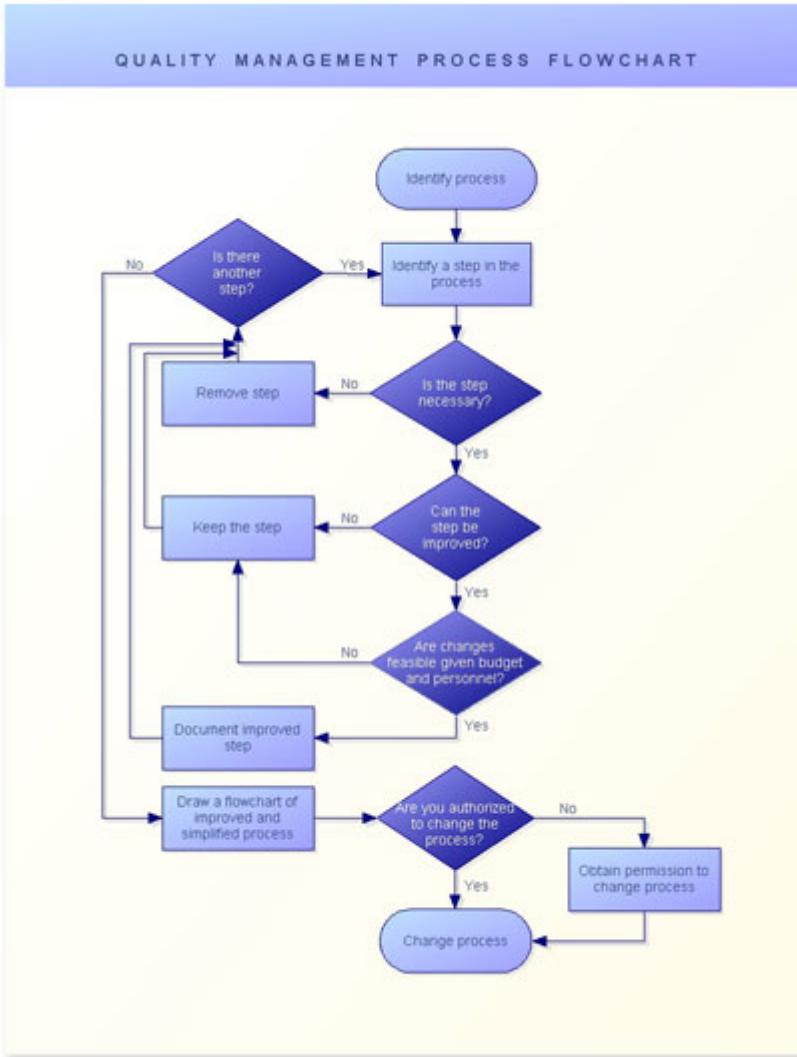 QUALITY MANAGEMENT PROCESS FLOWCHART
Identify process
Is there
another
step?
No
Yes
Identify a step in the
process
Is the step
necessary?
No
Remove step
Yes
Can the
step be
improved?
No
Keep the step
Yes
Are changes
feasible given budget
and personnel?
No
Yes
Document improved
step
Draw a flowchart of
improved and
simplified process
Are you authorized
to change the
process?
No
Obtain permission to
change process
Yes
Change process